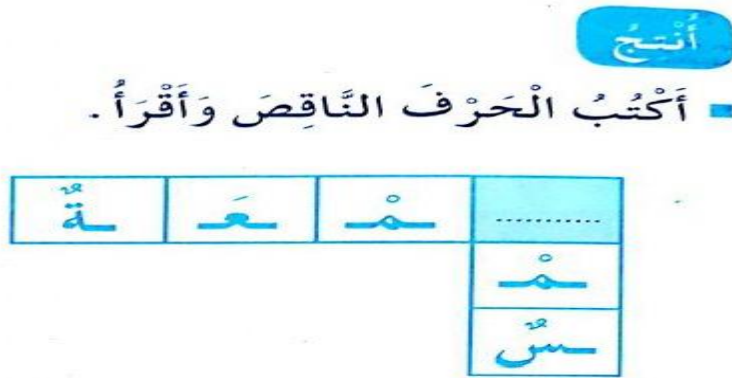 أُنْتِجُ
أَكْتُبُ الْحَرْفَ النَّاقِصَ وَأَقْرَأُ.
........... ـمْـ ـعَـ ـةٌ
ـمْـ
ـسٌ